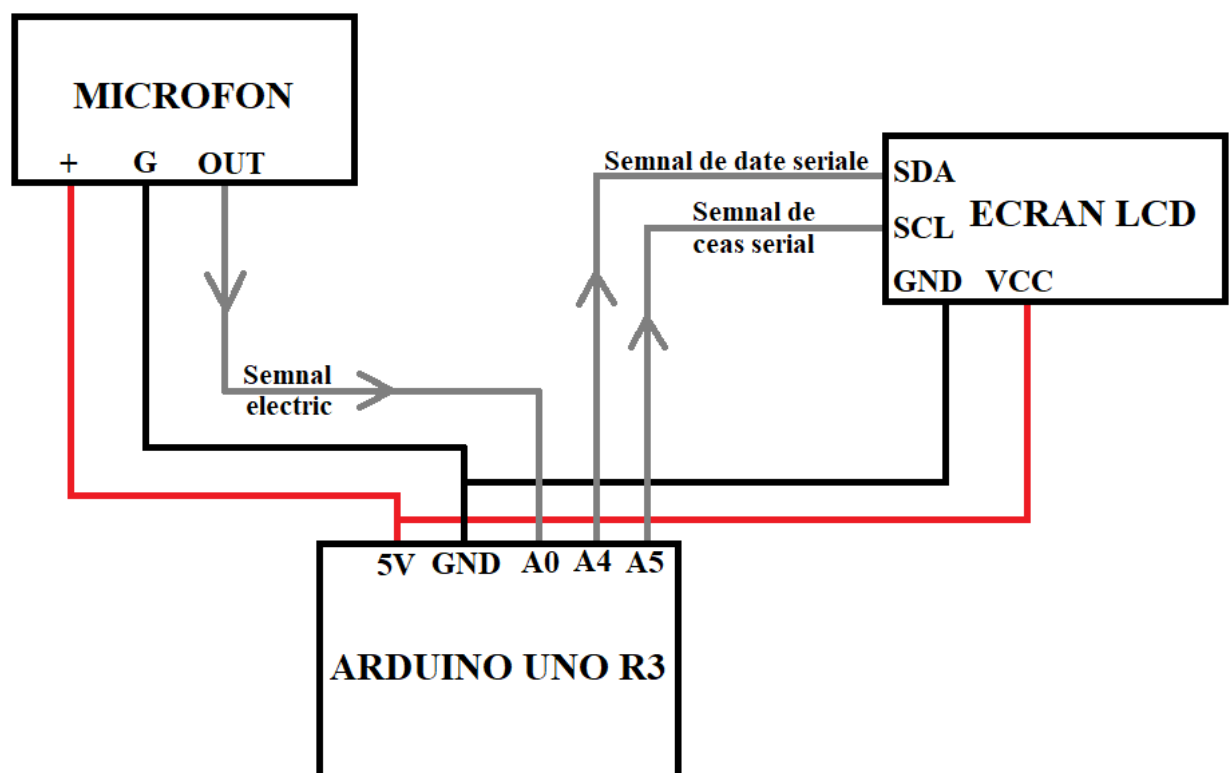 MICROFON
+ G OUT
Semnal de date seriale
SDA
ECRAN LCD
Semnal de
ceas serial
SCL
GND VCC
Semnal
electric
5V GND A0 A4 A5
ARDUINO UNO R3